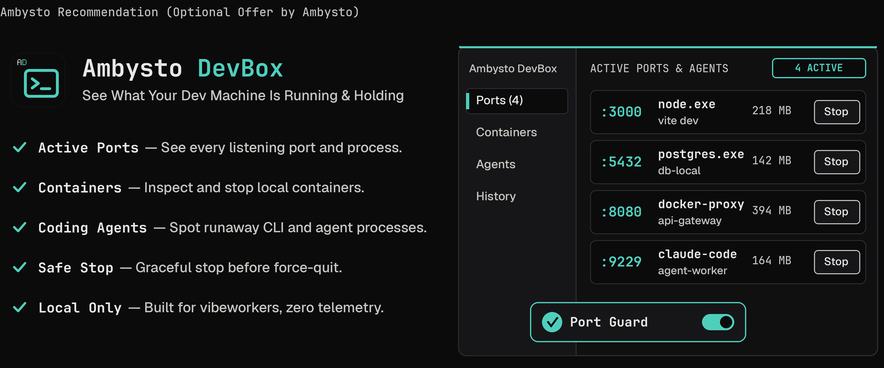 Ambysto Recommendation (Optional Offer by Ambysto)
AD
Ambysto DevBox
See What Your Dev Machine Is Running & Holding
Active Ports — See every listening port and process.
Containers — Inspect and stop local containers.
Coding Agents — Spot runaway CLI and agent processes.
Safe Stop — Graceful stop before force-quit.
Local Only — Built for vibeworkers, zero telemetry.
Ambysto DevBox
Ports (4)
Containers
Agents
History
ACTIVE PORTS & AGENTS
4 ACTIVE
:3000 node.exe 218 MB Stop
vite dev
:5432 postgres.exe 142 MB Stop
db-local
:8080 docker-proxy 394 MB Stop
api-gateway
:9229 claude-code 164 MB Stop
agent-worker
Port Guard